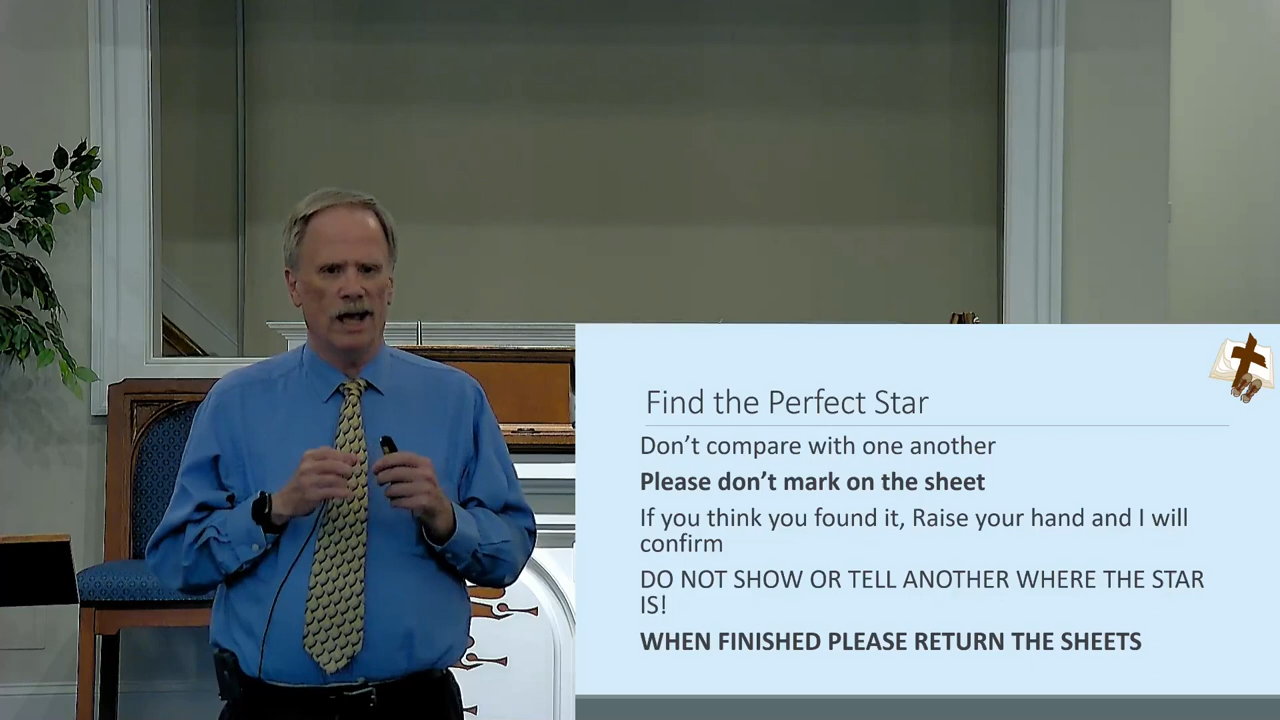 Find the Perfect Star
Don’t compare with one another
Please don’t mark on the sheet
If you think you found it, Raise your hand and I will
confirm
DO NOT SHOW OR TELL ANOTHER WHERE THE STAR
IS!
WHEN FINISHED PLEASE RETURN THE SHEETS